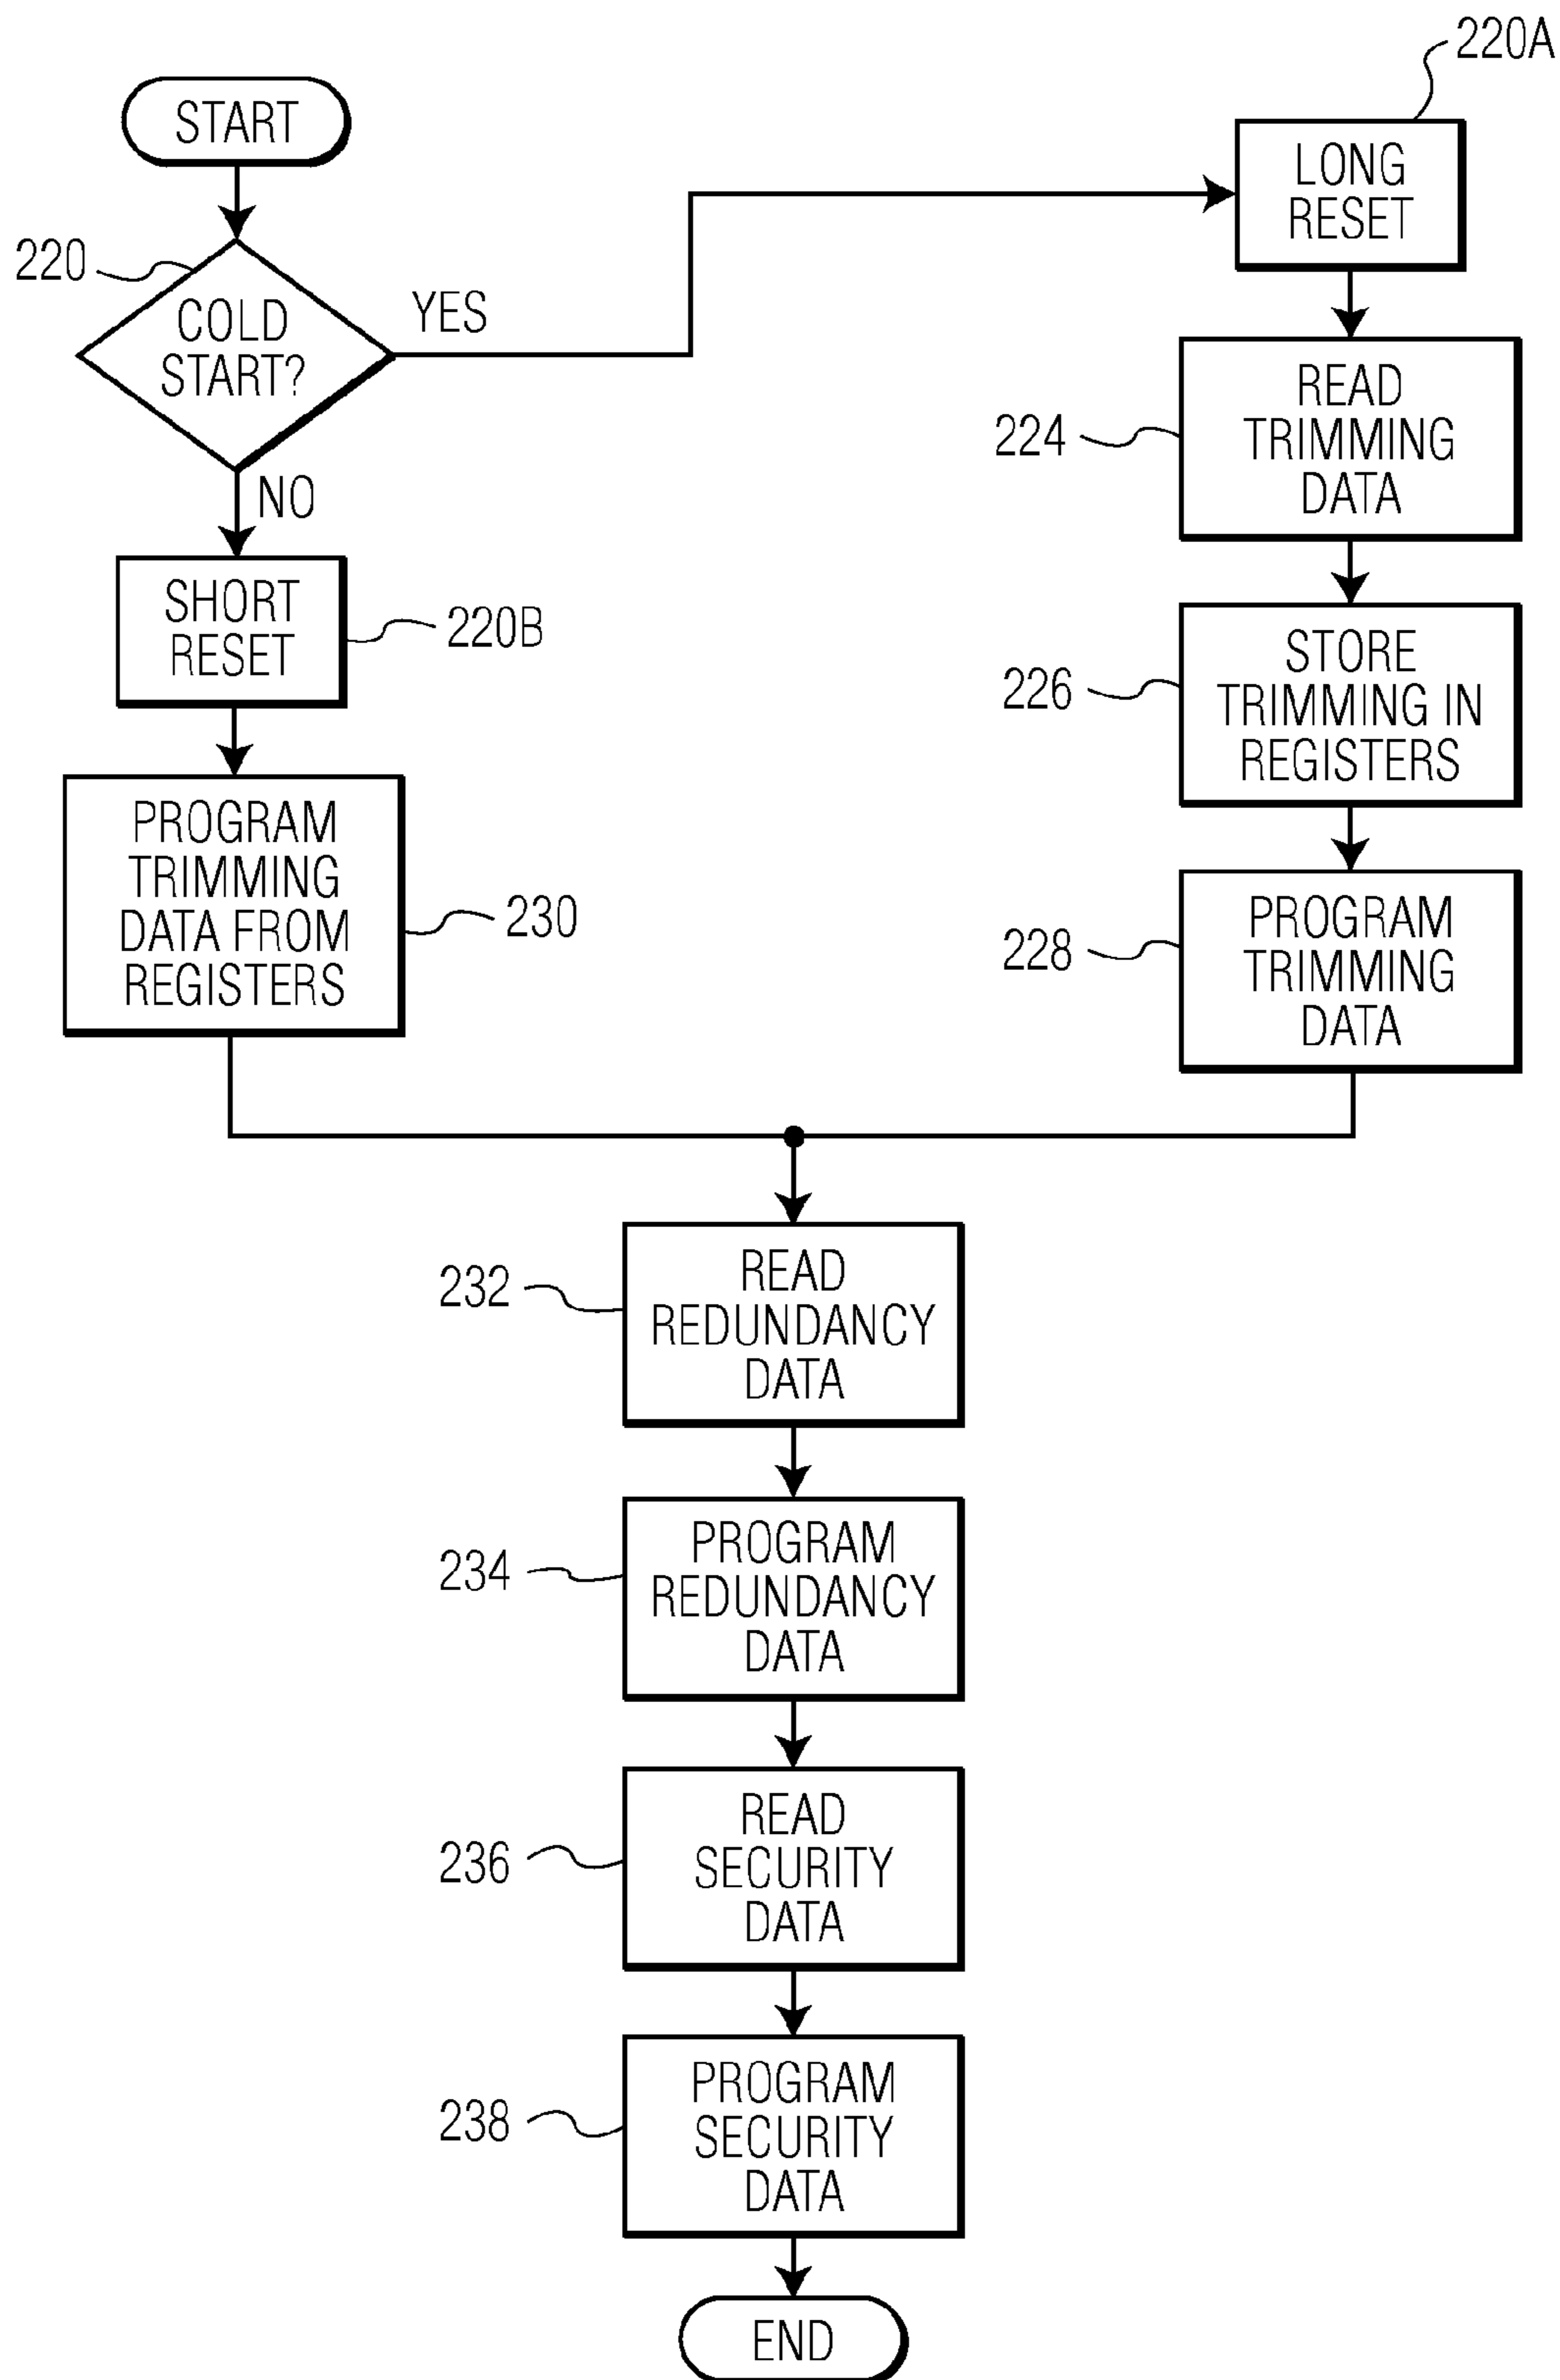 START
220
COLD
START?
YES
NO
SHORT
RESET
220B
PROGRAM
TRIMMING
DATA FROM
REGISTERS
230
220A
LONG
RESET
224
READ
TRIMMING
DATA
226
STORE
TRIMMING IN
REGISTERS
228
PROGRAM
TRIMMING
DATA
232
READ
REDUNDANCY
DATA
234
PROGRAM
REDUNDANCY
DATA
236
READ
SECURITY
DATA
238
PROGRAM
SECURITY
DATA
END